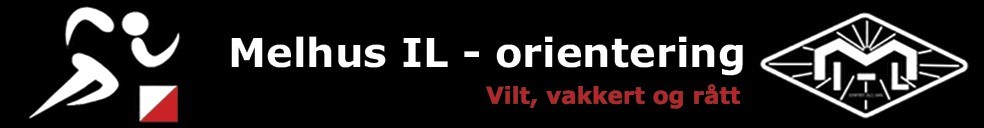 Melhus IL - orientering
Vilt, vakkert og rått
M
I-L